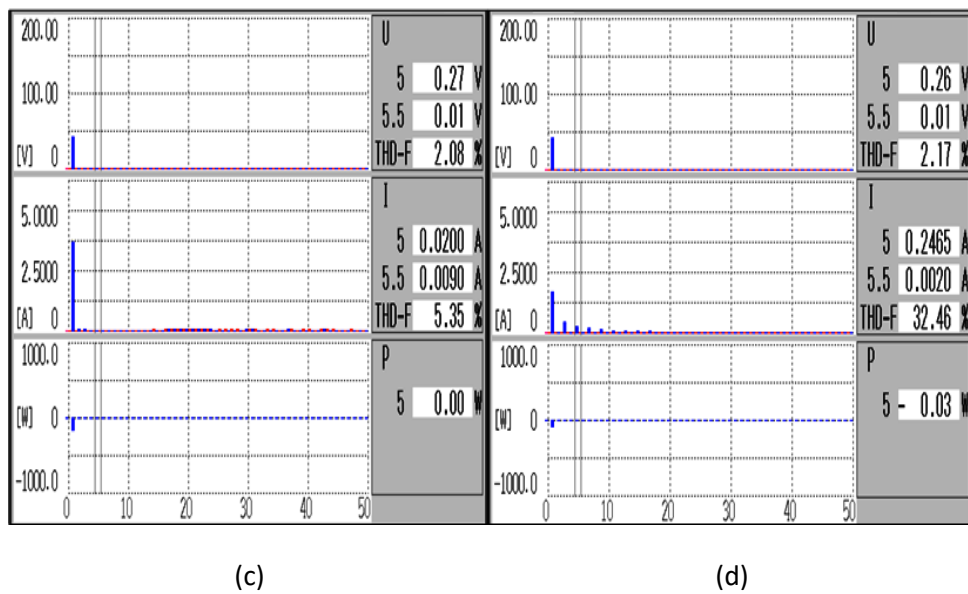 200.00
100.00
[V] 0
U
5 0.27 V
5.5 0.01 V
THD-F 2.08 %
5.0000
2.5000
[A] 0
I
5 0.0200 A
5.5 0.0090 A
THD-F 5.35 %
1000.0
[W] 0
-1000.0
P
5 0.00 W
0 10 20 30 40 50
(c)
200.00
100.00
[V] 0
U
5 0.26 V
5.5 0.01 V
THD-F 2.17 %
5.0000
2.5000
[A] 0
I
5 0.2465 A
5.5 0.0020 A
THD-F 32.46 %
1000.0
[W] 0
-1000.0
P
5 - 0.03 W
0 10 20 30 40 50
(d)